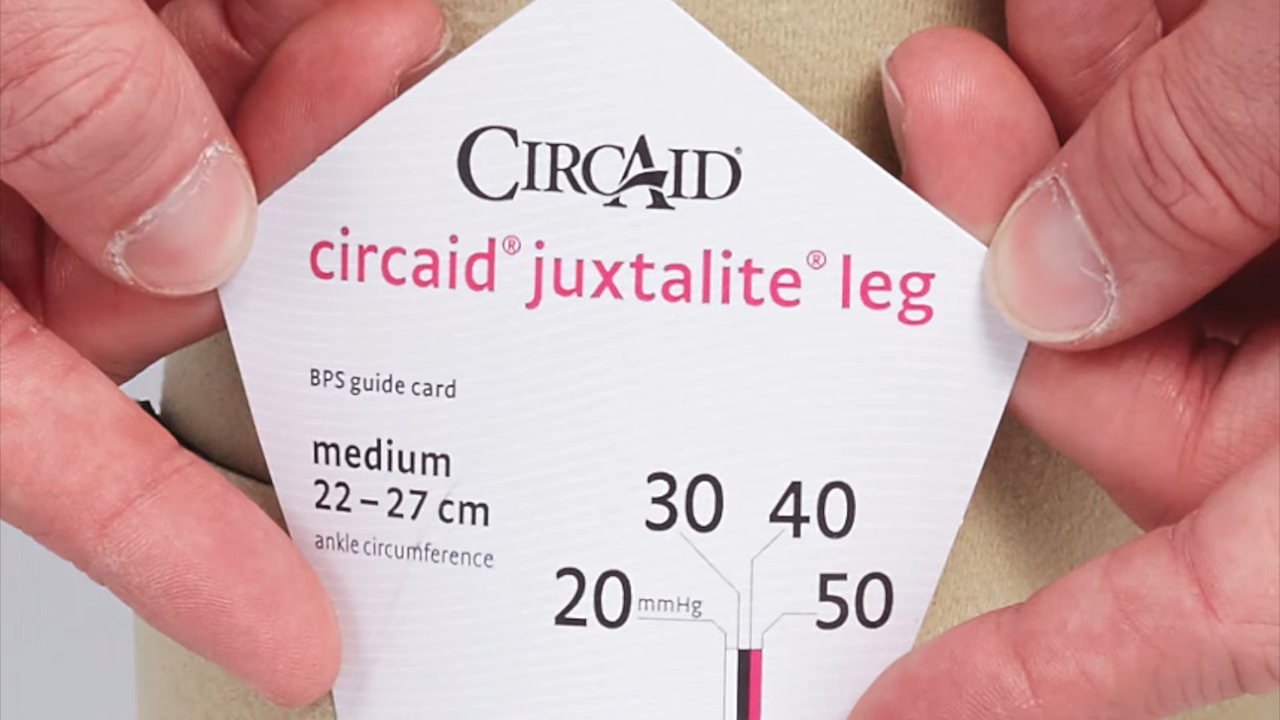 CIRCAID®
circaid® juxtalite® leg
BPS guide card
medium
22 – 27 cm
ankle circumference
30 40
20 mmHg 50